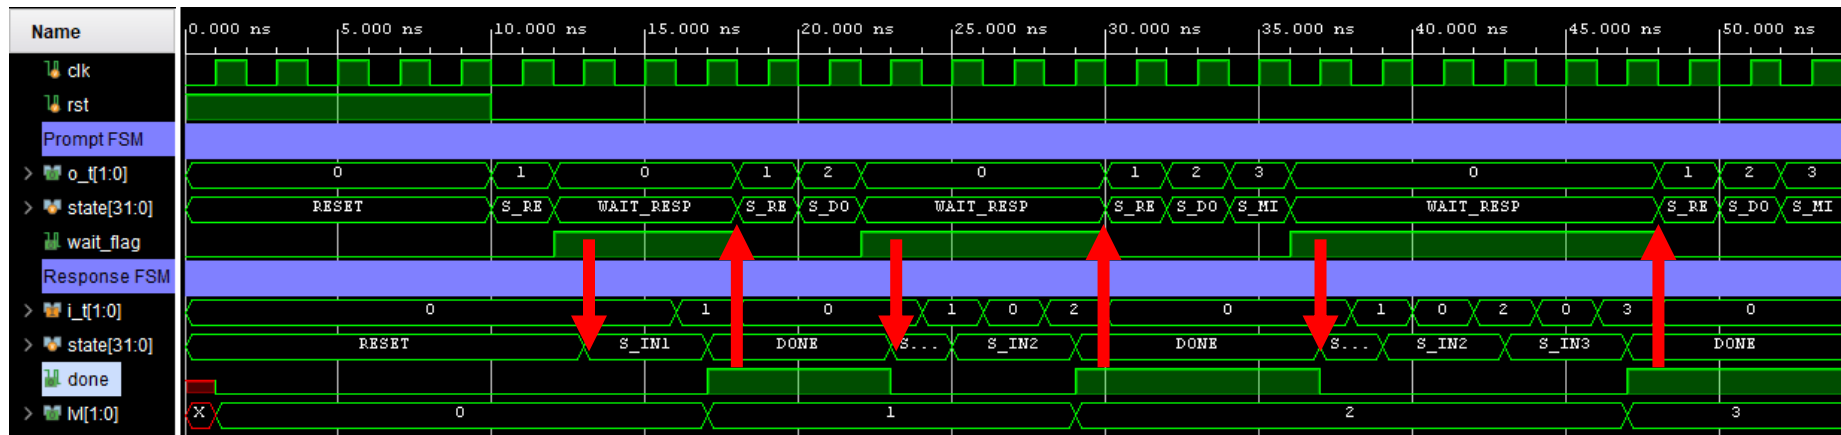 Name 0.000 ns 5.000 ns 10.000 ns 15.000 ns 20.000 ns 25.000 ns 30.000 ns 35.000 ns 40.000 ns 45.000 ns 50.000 ns
clk
rst
Prompt FSM
o_t[1:0] 0 1 0 1 2 0 1 2 3 0 1 2 3
state[31:0] RESET S_RE WAIT_RESP S_RE S_DO WAIT_RESP S_RE S_DO S_MI WAIT_RESP S_RE S_DO S_MI
wait_flag
Response FSM
i_t[1:0] 0 1 0 1 0 2 0 1 0 2 0 3 0
state[31:0] RESET S_IN1 DONE S... S_IN2 DONE S... S_IN2 S_IN3 DONE
done
lvl[1:0] X 0 1 2 3